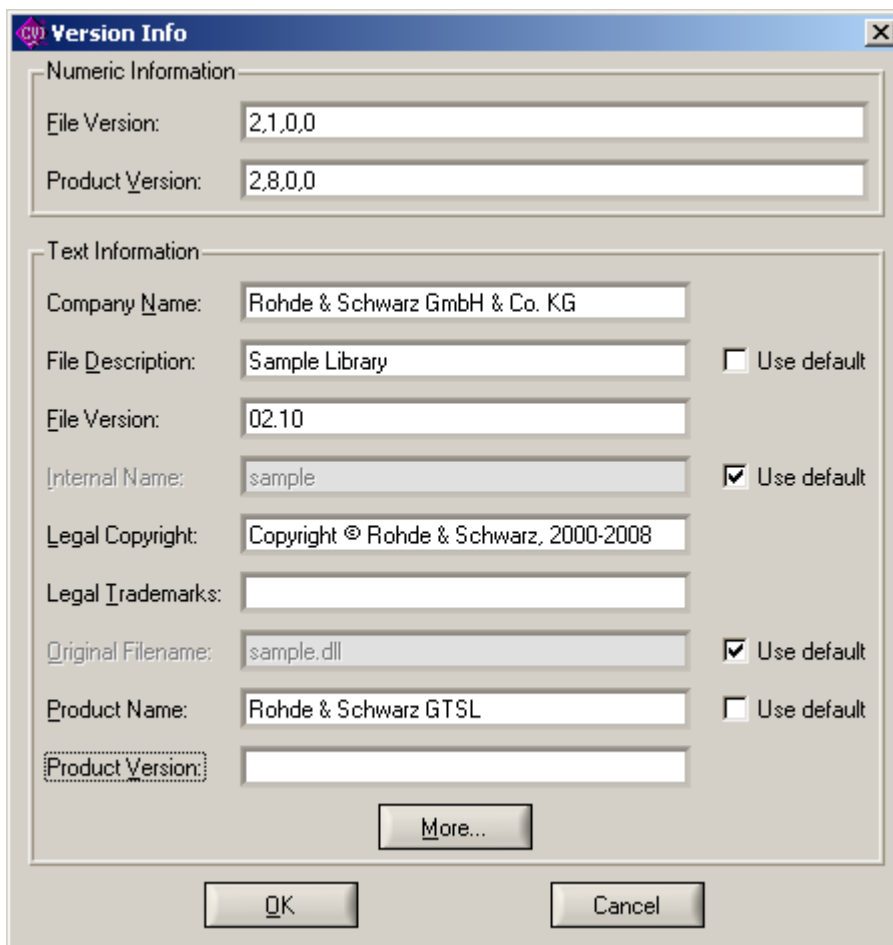 CVI Version Info
Numeric Information
File Version: 2,1,0,0
Product Version: 2,8,0,0
Text Information
Company Name: Rohde & Schwarz GmbH & Co. KG
File Description: Sample Library Use default
File Version: 02.10
Internal Name: sample Use default
Legal Copyright: Copyright © Rohde & Schwarz, 2000-2008
Legal Trademarks:
Original Filename: sample.dll Use default
Product Name: Rohde & Schwarz GTSL Use default
Product Version:
More...
OK Cancel